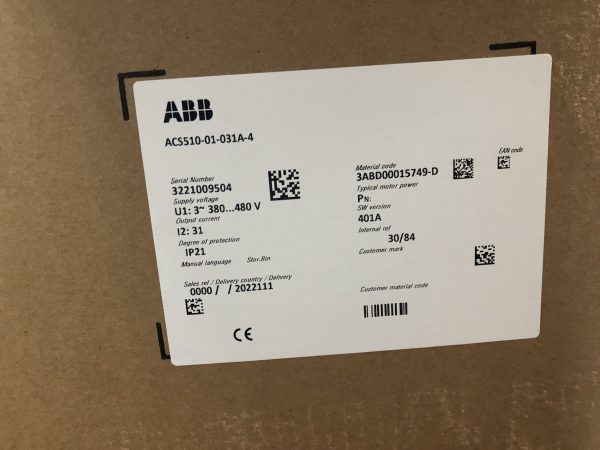 ABB
ACS510-01-031A-4
Serial Number
3221009504
Supply voltage
U1: 3~ 380...480 V
Output current
I2: 31
Degree of protection
IP21
Manual language Stor.Bin
Sales ref / Delivery country / Delivery
0000 / / 2022111
CE
Material code
3ABD00015749-D
Typical motor power
PN:
SW version
401A
Internal ref
30/84
Customer mark
Customer material code
EAN code